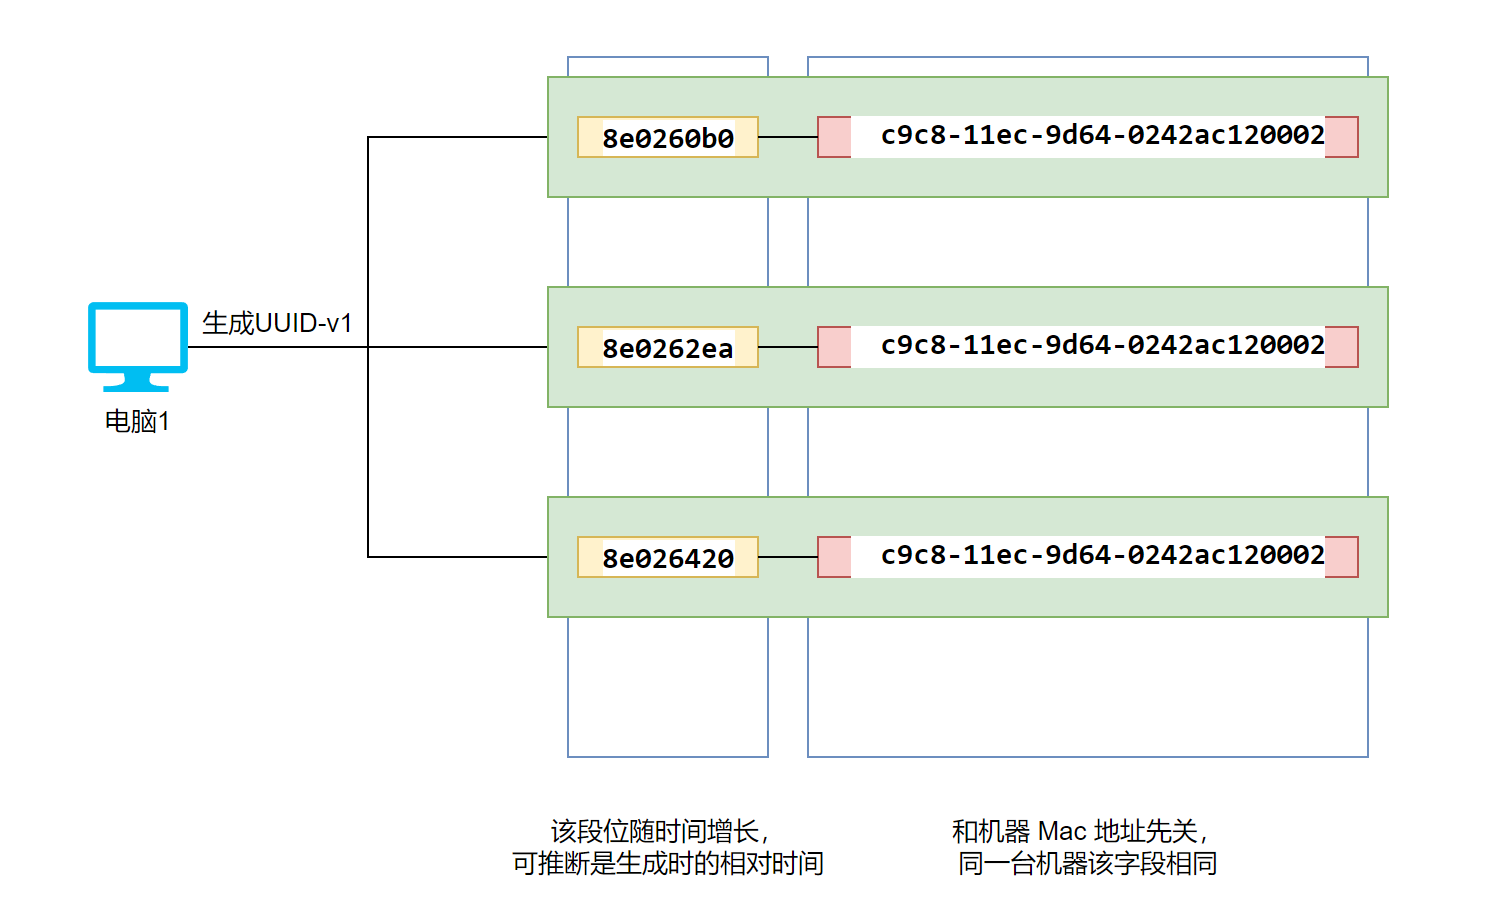 8e0260b0 c9c8-11ec-9d64-0242ac120002
生成UUID-v1
8e0262ea c9c8-11ec-9d64-0242ac120002
电脑1
8e026420 c9c8-11ec-9d64-0242ac120002
该段位随时间增长，
可推断是生成时的相对时间
和机器 Mac 地址先关，
同一台机器该字段相同